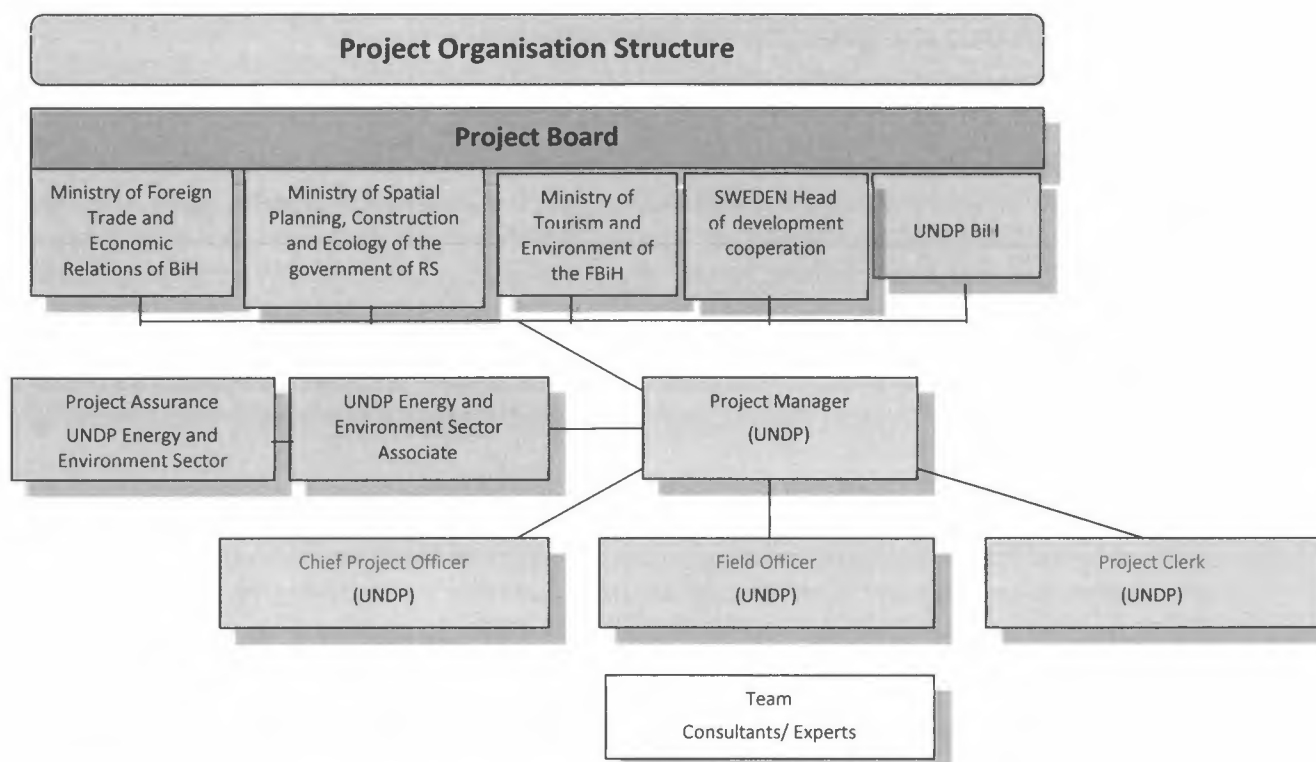 Project Organisation Structure
Project Board
Ministry of Foreign
Trade and
Economic
Relations of BiH
Ministry of Spatial
Planning, Construction
and Ecology of the
government of RS
Ministry of
Tourism and
Environment of
the FBiH
SWEDEN Head
of development
cooperation
UNDP BiH
Project Assurance
UNDP Energy and
Environment Sector
UNDP Energy and
Environment Sector
Associate
Project Manager
(UNDP)
Chief Project Officer
(UNDP)
Field Officer
(UNDP)
Project Clerk
(UNDP)
Team
Consultants/ Experts